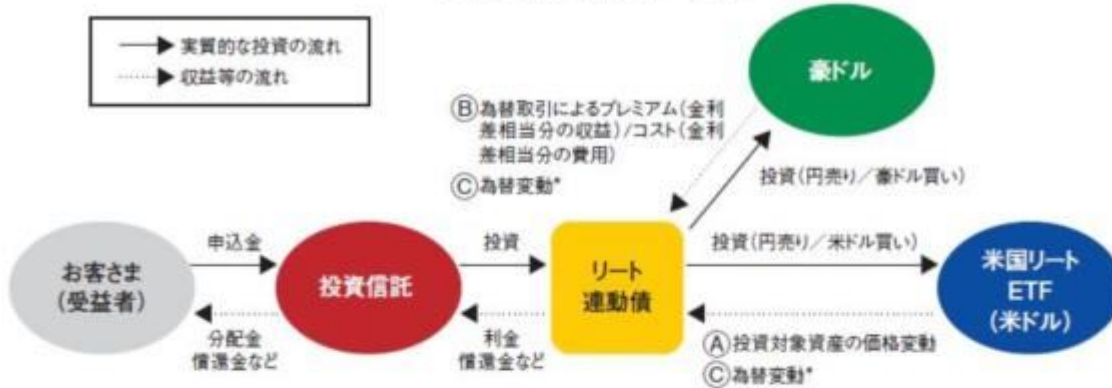 実質的な投資の流れ
収益等の流れ
豪ドル
Ⓑ為替取引によるプレミアム(金利
差相当分の収益)/コスト(金利
差相当分の費用)
Ⓒ為替変動*
投資(円売り/豪ドル買い)
お客さま
(受益者)
申込金
分配金
償還金など
投資信託
投資
利金
償還金など
リート
連動債
投資(円売り/米ドル買い)
Ⓐ投資対象資産の価格変動
Ⓒ為替変動*
米国リート
ETF
(米ドル)